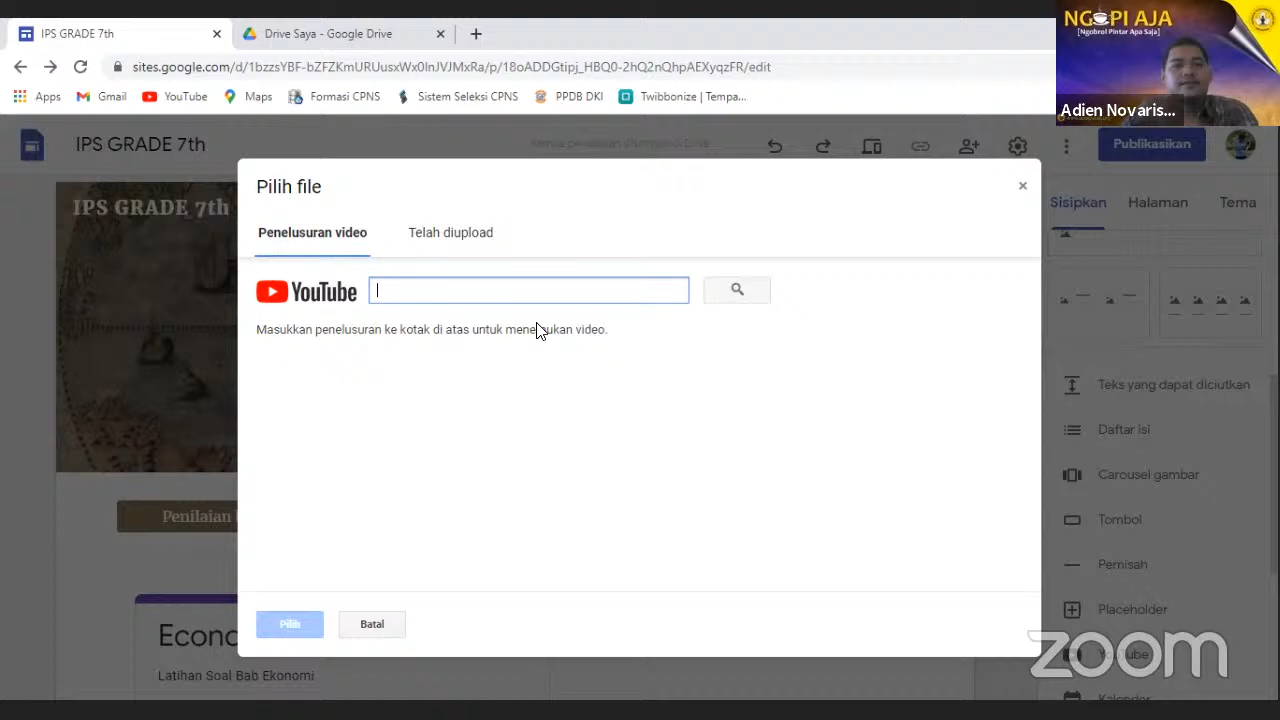 IPS GRADE 7th
Drive Saya - Google Drive
sites.google.com/d/1bzzsYBF-bZFZKmURUusxWx0lnJVJMxRa/p/18oADDGtipj_HBQ0-2hQ2nQhpAEXyqzFR/edit
Apps
Gmail
YouTube
Maps
Formasi CPNS
Sistem Seleksi CPNS
PPDB DKI
Twibbonize | Tempa...
NGOPI AJA
[Ngobrol Pintar Apa Saja]
Adien Novaris...
IPS GRADE 7th
Publikasikan
IPS GRADE 7th
Sisipkan
Halaman
Tema
Pilih file
×
Penelusuran video
Telah diupload
YouTube
Masukkan penelusuran ke kotak di atas untuk menemukan video.
Pilih
Batal
Teks yang dapat diciutkan
Daftar isi
Carousel gambar
Tombol
Pemisah
Placeholder
YouTube
Kalender
Penilaian
Econo
Latihan Soal Bab Ekonomi
zoom